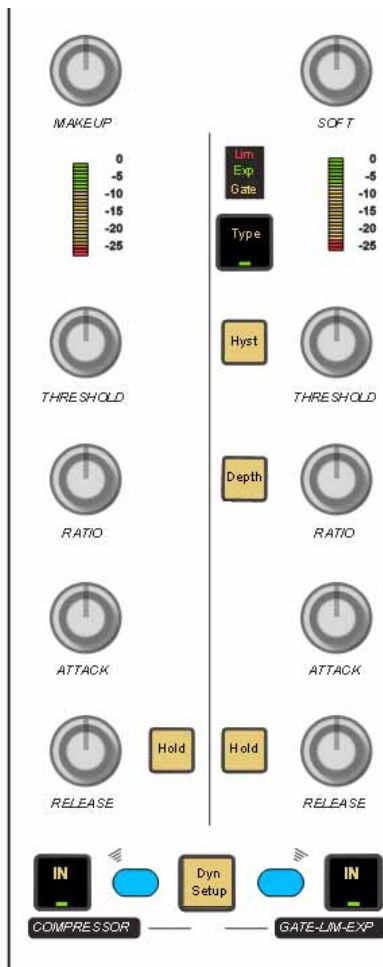 MAKEUP
SOFT
0
-5
-10
-15
-20
-25
Lim
Exp
Gate
Type
0
-5
-10
-15
-20
-25
Hyst
THRESHOLD
THRESHOLD
Depth
RATIO
RATIO
ATTACK
ATTACK
Hold
Hold
RELEASE
RELEASE
IN
Dyn
Setup
IN
COMPRESSOR
GATE-LIM-EXP